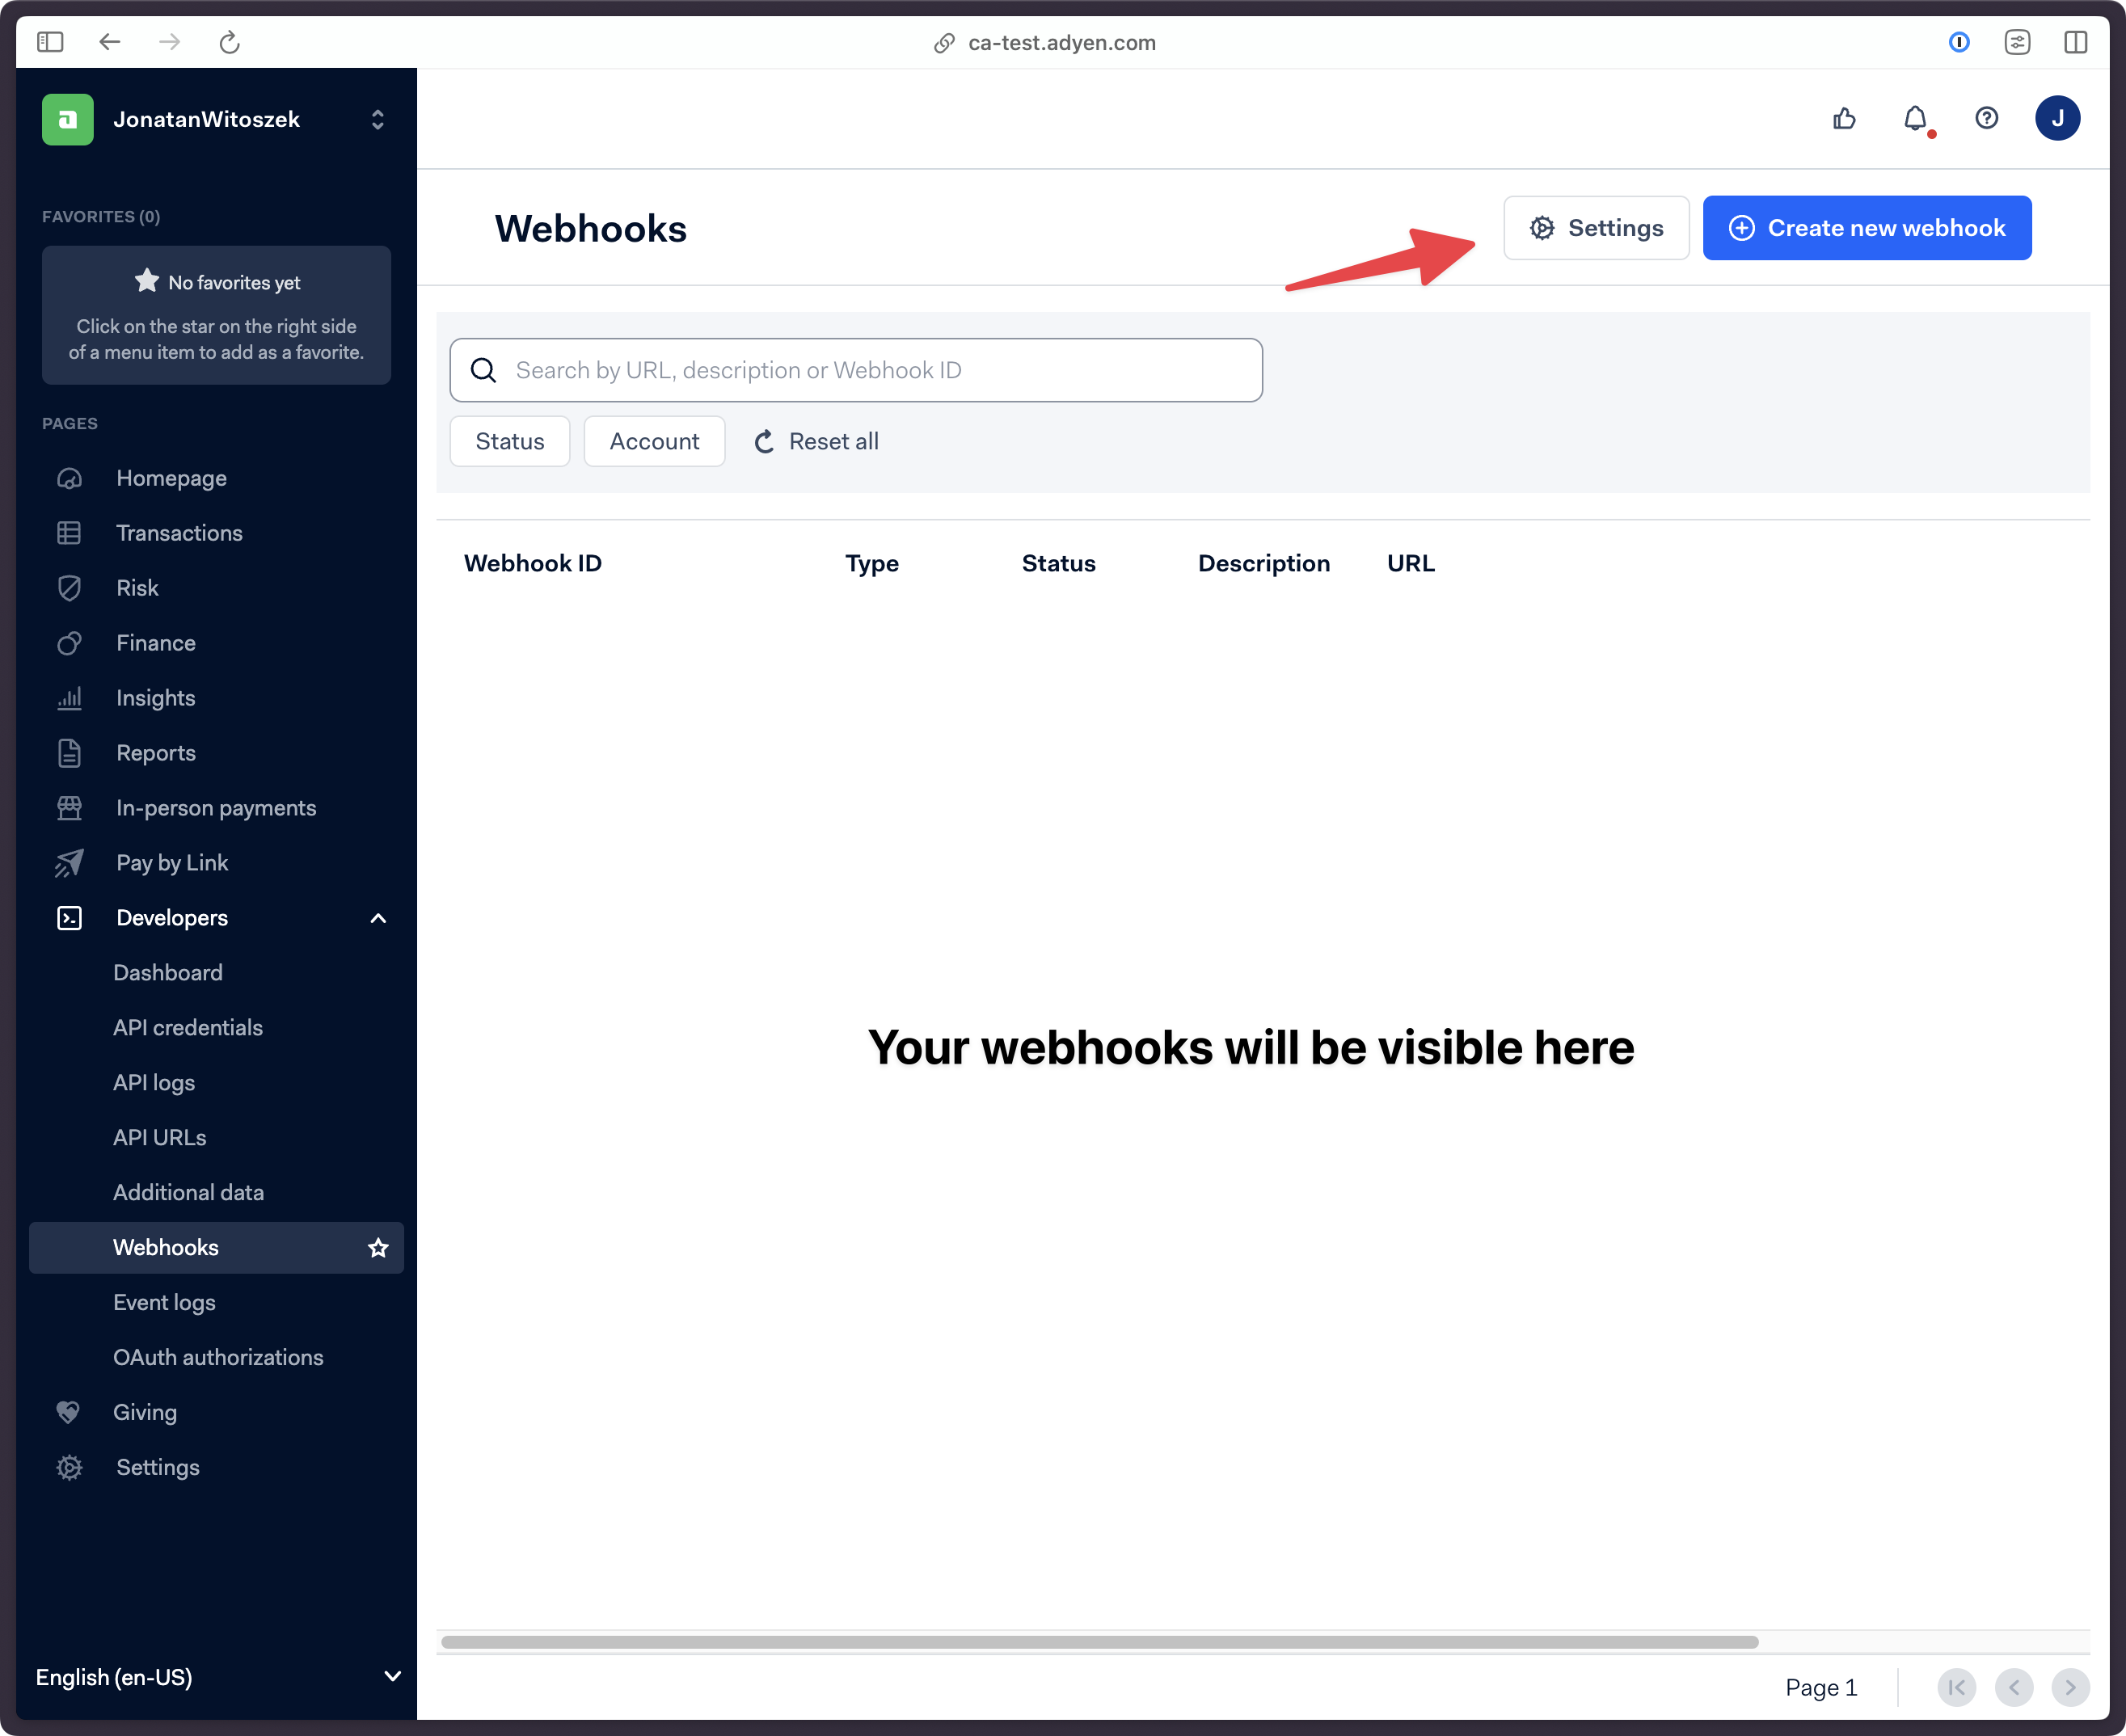 ca-test.adyen.com
JonatanWitoszek
J
FAVORITES (0)
No favorites yet
Click on the star on the right side
of a menu item to add as a favorite.
PAGES
Homepage
Transactions
Risk
Finance
Insights
Reports
In-person payments
Pay by Link
Developers
Dashboard
API credentials
API logs
API URLs
Additional data
Webhooks
Event logs
OAuth authorizations
Giving
Settings
English (en-US)
Webhooks
Settings
Create new webhook
Search by URL, description or Webhook ID
Status
Account
Reset all
Webhook ID
Type
Status
Description
URL
Your webhooks will be visible here
Page 1